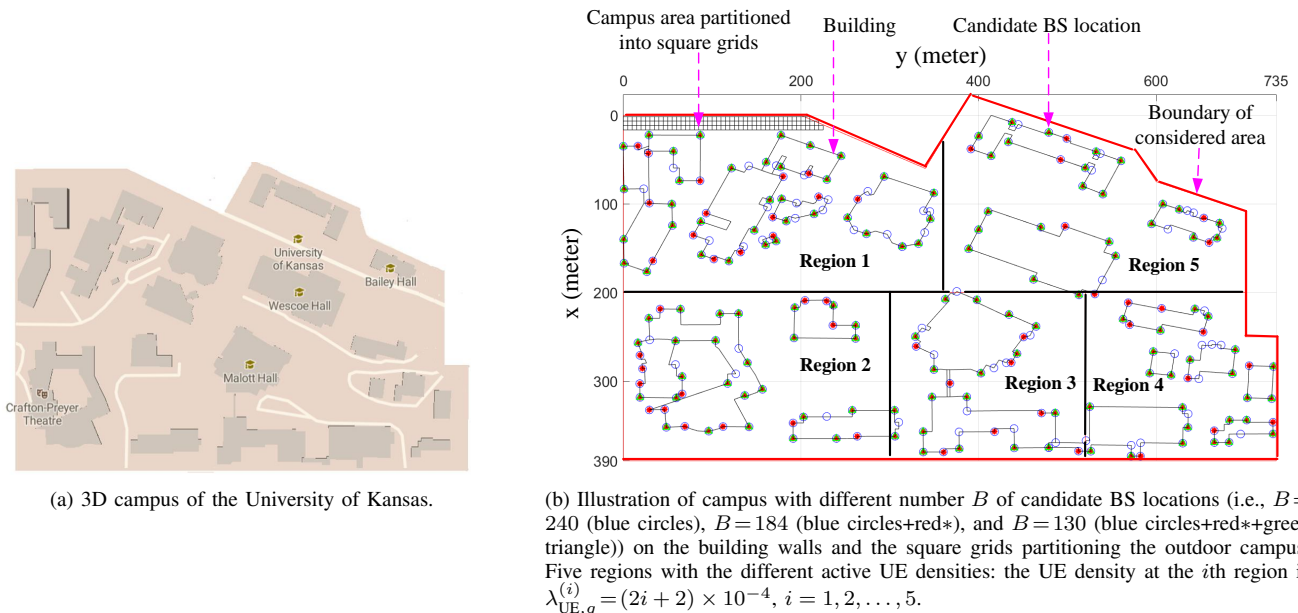 University
of Kansas
Bailey Hall
Wescoe Hall
Malott Hall
Crafton-Preyer
Theatre
(a) 3D campus of the University of Kansas.
Campus area partitioned
into square grids
Building
Candidate BS location
y (meter)
0 200 400 600 735
Boundary of
considered area
x (meter)
0
100
200
300
390
Region 1
Region 5
Region 2
Region 3
Region 4
(b) Illustration of campus with different number B of candidate BS locations (i.e., B=
240 (blue circles), B=184 (blue circles+red∗), and B=130 (blue circles+red∗+gree
triangle)) on the building walls and the square grids partitioning the outdoor campus
Five regions with the different active UE densities: the UE density at the ith region i
λ_{UE,g}^{(i)} = (2i + 2) × 10^{−4}, i = 1, 2, . . . , 5.